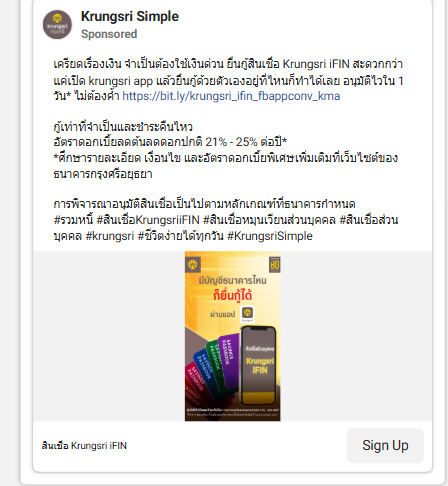 Krungsri Simple
Sponsored
เครียดเรื่องเงิน จำเป็นต้องใช้เงินด่วน ยื่นกู้สินเชื่อ Krungsri iFIN สะดวกกว่า
แค่เปิด krungsri app แล้วยื่นกู้ด้วยตัวเองอยู่ที่ไหนก็ทำได้เลย อนุมัติไวใน 1
วัน* ไม่ต้องค้ำ https://bit.ly/krungsri_ifin_fbappconv_kma
กู้เท่าที่จำเป็นและชำระคืนไหว
อัตราดอกเบี้ยลดต้นลดดอกปกติ 21% - 25% ต่อปี*
*ศึกษารายละเอียด เงื่อนไข และอัตราดอกเบี้ยพิเศษเพิ่มเติมที่เว็บไซต์ของ
ธนาคารกรุงศรีอยุธยา
การพิจารณาอนุมัติสินเชื่อเป็นไปตามหลักเกณฑ์ที่ธนาคารกำหนด
#รวมหนี้ #สินเชื่อKrungsriiFIN #สินเชื่อหมุนเวียนส่วนบุคคล #สินเชื่อส่วน
บุคคล #krungsri #ชีวิตง่ายได้ทุกวัน #KrungsriSimple
มีบัญชีธนาคารไหน
ก็ยื่นกู้ได้
ผ่านแอป
SAVINGS PASSBOOK
SAVINGS PASSBOOK
SAVINGS PASSBOOK
สินเชื่อส่วนบุคคล
Krungsri
iFIN
สินเชื่อ Krungsri iFIN
Sign Up